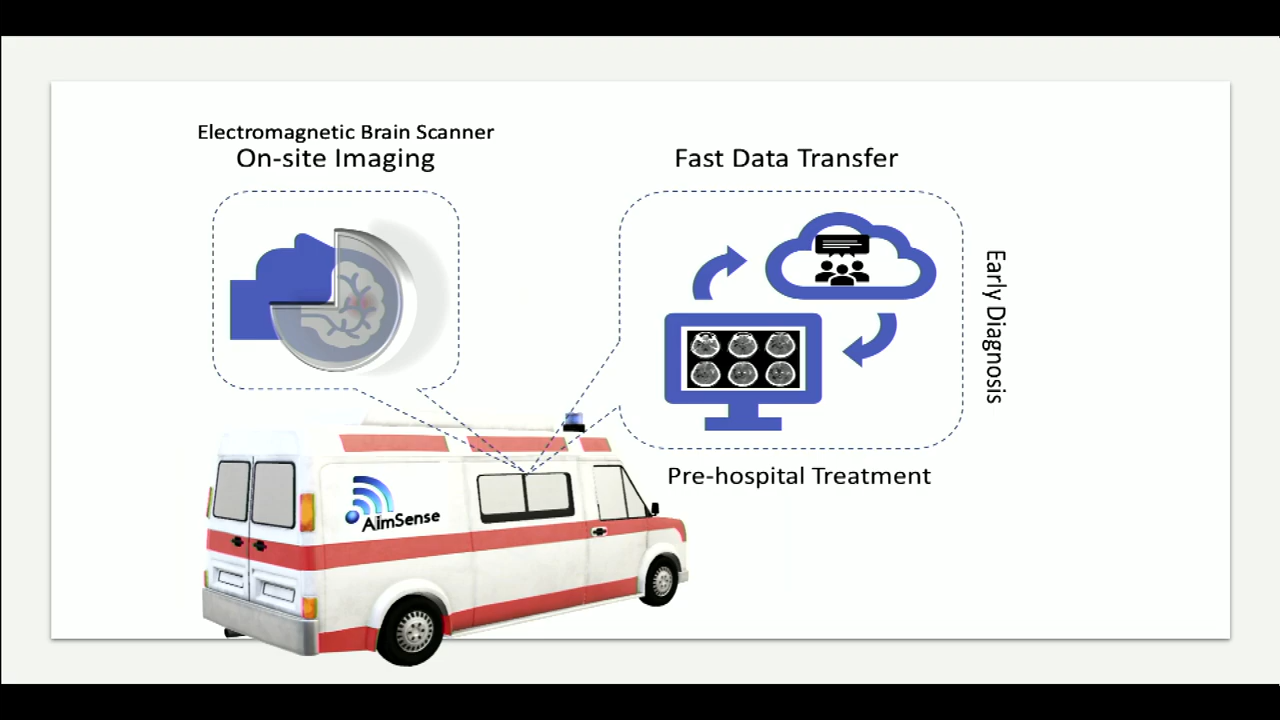 Electromagnetic Brain Scanner
On-site Imaging
Fast Data Transfer
Early Diagnosis
Pre-hospital Treatment
AimSense